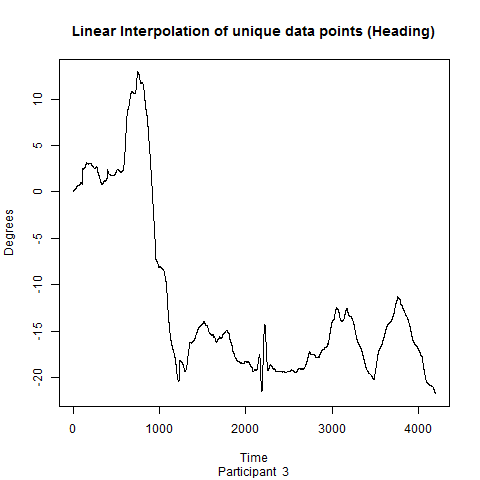 Linear Interpolation of unique data points (Heading)
10
5
0
-5
-10
-15
-20
Degrees
0 1000 2000 3000 4000
Time
Participant 3